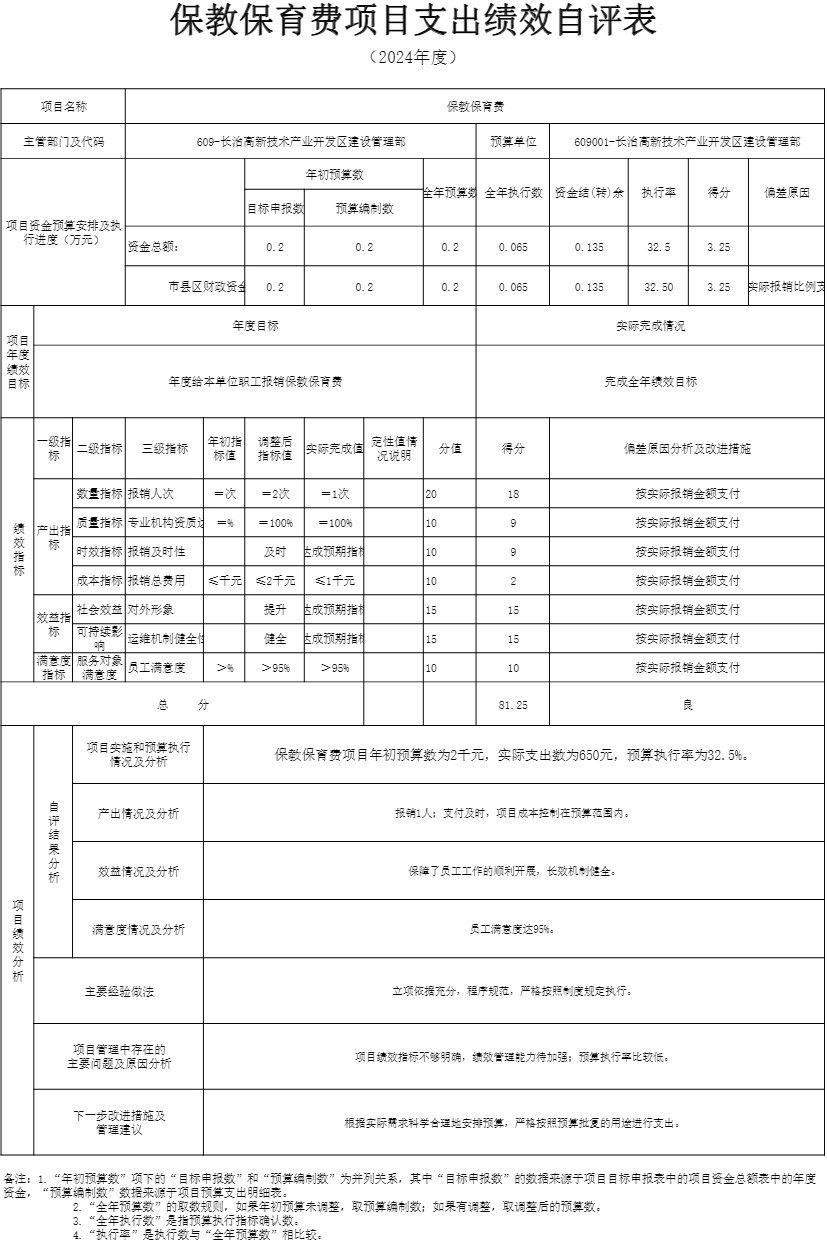 保教保育费项目支出绩效自评表
（2024年度）
项目名称 保教保育费
主管部门及代码 609-长治高新技术产业开发区建设管理部 预算单位 609001-长治高新技术产业开发区建设管理部
项目资金预算安排及执行进度（万元） 年初预算数 全年预算数 全年执行数 资金结(转)余 执行率 得分 偏差原因
目标申报数 预算编制数
资金总额： 0.2 0.2 0.2 0.065 0.135 32.5 3.25
市县区财政资金 0.2 0.2 0.2 0.065 0.135 32.50 3.25 实际报销比例支
项目年度绩效目标 年度目标 实际完成情况
年度给本单位职工报销保教保育费 完成全年绩效目标
绩效指标 一级指标 二级指标 三级指标 年初指标值 调整后指标值 实际完成值 定性值情况说明 分值 得分 偏差原因分析及改进措施
产出指标 数量指标 报销人次 ＝次 ＝2次 ＝1次 20 18 按实际报销金额支付
质量指标 专业机构资质达 ＝% ＝100% ＝100% 10 9 按实际报销金额支付
时效指标 报销及时性 及时 达成预期指标 10 9 按实际报销金额支付
成本指标 报销总费用 ≤千元 ≤2千元 ≤1千元 10 2 按实际报销金额支付
效益指标 社会效益 对外形象 提升 达成预期指标 15 15 按实际报销金额支付
可持续影响 运维机制健全性 健全 达成预期指标 15 15 按实际报销金额支付
满意度指标 服务对象满意度 员工满意度 ＞% ＞95% ＞95% 10 10 按实际报销金额支付
总 分 81.25 良
项目绩效分析 自评结果分析 项目实施和预算执行情况及分析 保教保育费项目年初预算数为2千元，实际支出数为650元，预算执行率为32.5%。
产出情况及分析 报销1人；支付及时，项目成本控制在预算范围内。
效益情况及分析 保障了员工工作的顺利开展，长效机制健全。
满意度情况及分析 员工满意度达95%。
主要经验做法 立项依据充分，程序规范，严格按照制度规定执行。
项目管理中存在的主要问题及原因分析 项目绩效指标不够明确，绩效管理能力待加强；预算执行率比较低。
下一步改进措施及管理建议 根据实际需求科学合理地安排预算，严格按照预算批复的用途进行支出。
备注：1.“年初预算数”项下的“目标申报数”和“预算编制数”为并列关系，其中“目标申报数”的数据来源于项目目标申报表中的项目资金总额表中的年度
资金，“预算编制数”数据来源于项目预算支出明细表。
2.“全年预算数”的取数规则，如果年初预算未调整，取预算编制数；如果有调整，取调整后的预算数。
3.“全年执行数”是指预算执行指标确认数。
4.“执行率”是执行数与“全年预算数”相比较。